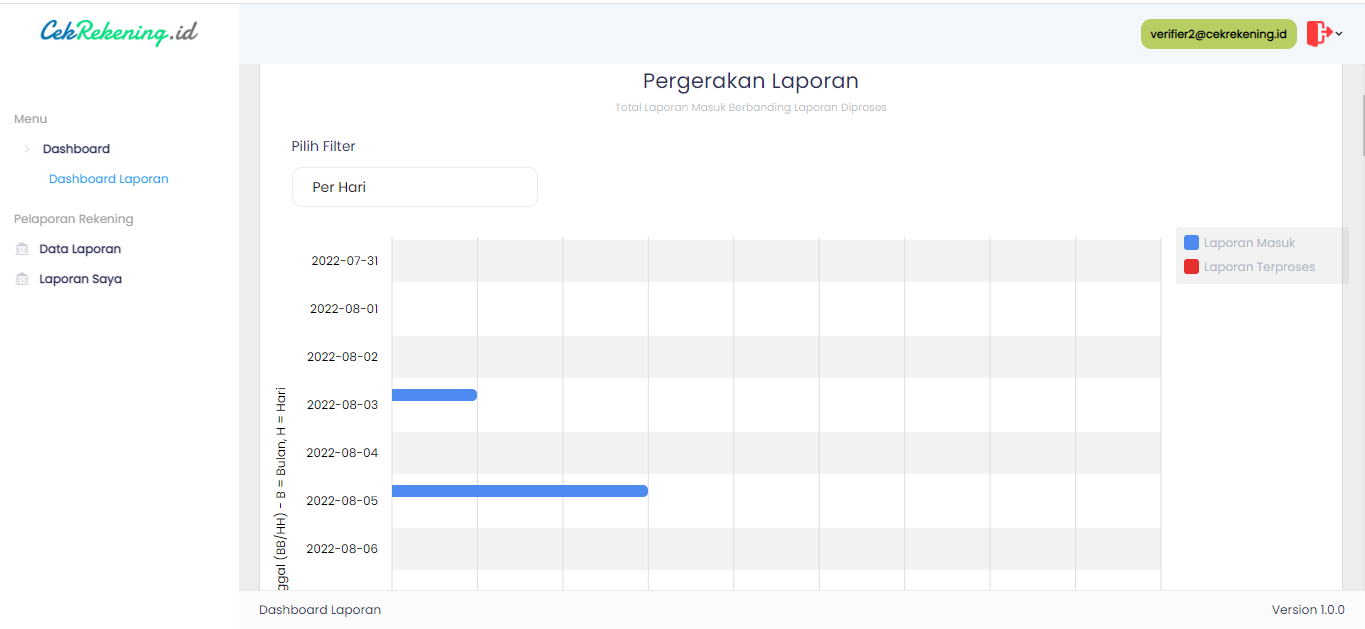 CekRekening.id
verifier2@cekrekening.id
Menu
Dashboard
Dashboard Laporan
Pelaporan Rekening
Data Laporan
Laporan Saya
Pergerakan Laporan
Total Laporan Masuk Berbanding Laporan Diproses
Pilih Filter
Per Hari
2022-07-31
2022-08-01
2022-08-02
2022-08-03
2022-08-04
2022-08-05
2022-08-06
ggal (BB/HH) - B = Bulan, H = Hari
Laporan Masuk
Laporan Terproses
Dashboard Laporan
Version 1.0.0